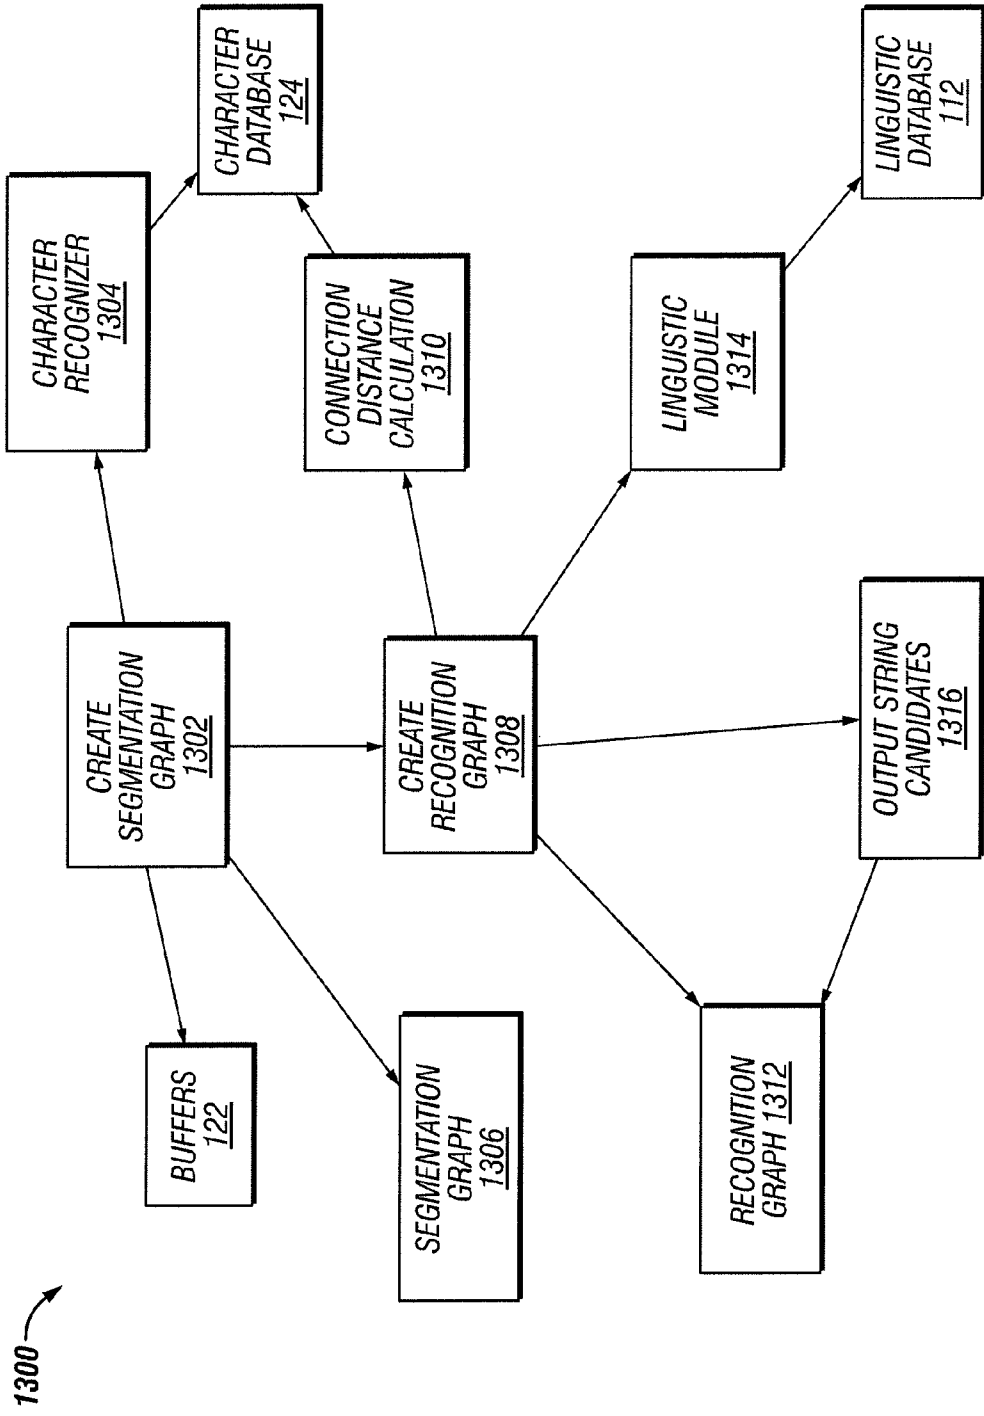 1300
BUFFERS
122
CREATE
SEGMENTATION
GRAPH
1302
CHARACTER
RECOGNIZER
1304
CHARACTER
DATABASE
124
SEGMENTATION
GRAPH
1306
CREATE
RECOGNITION
GRAPH
1308
CONNECTION
DISTANCE
CALCULATION
1310
RECOGNITION
GRAPH 1312
LINGUISTIC
MODULE
1314
OUTPUT STRING
CANDIDATES
1316
LINGUISTIC
DATABASE
112